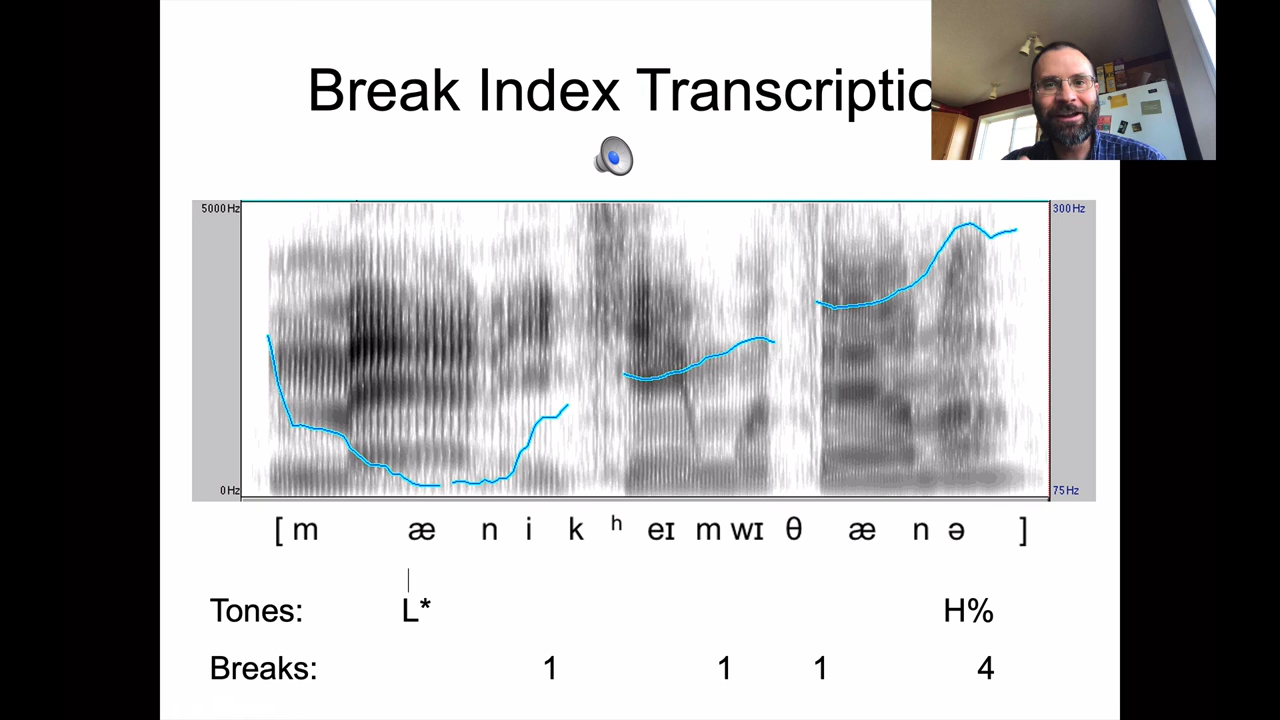 Break Index Transcriptio
5000 Hz
300 Hz
0 Hz
75 Hz
[ m æ n i k ʰ eɪ m wɪ θ æ n ə ]
Tones: L* H%
Breaks: 1 1 1 4